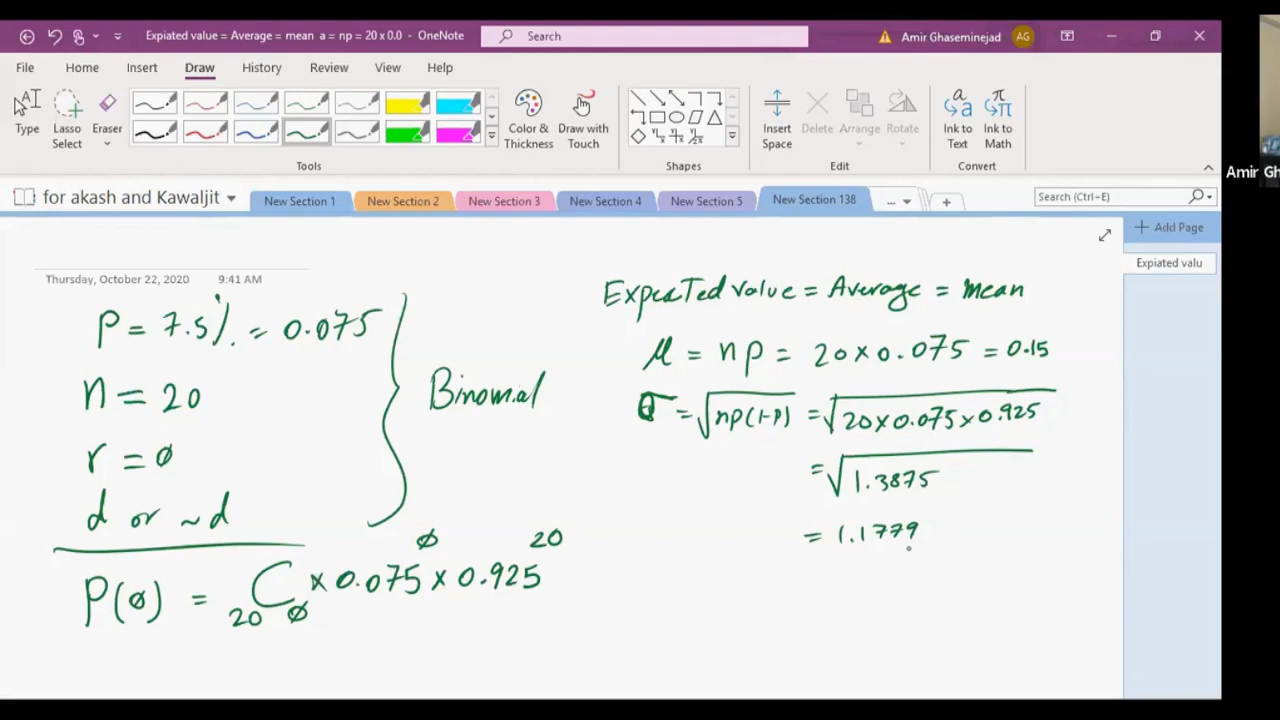 Expiated value = Average = mean a = np = 20 x 0.0 - OneNote
Search
Amir Ghaseminejad
AG
File Home Insert Draw History Review View Help
Type
Lasso Select
Eraser
Color & Thickness
Draw with Touch
Insert Space
Delete
Arrange
Rotate
Ink to Text
Ink to Math
Tools
Shapes
Edit
Convert
for akash and Kawaljit
New Section 1
New Section 2
New Section 3
New Section 4
New Section 5
New Section 138
...
Search (Ctrl+E)
Amir Gh
Add Page
Expiated valu
Thursday, October 22, 2020 9:41 AM
P = 7.5% = 0.075
n = 20
r = ø
d or ~d
Binomial
P(ø) = 20Cø × 0.075^ø × 0.925^20
Expected value = Average = mean
μ = np = 20 × 0.075 = 0.15
σ = √np(1-p) = √20 × 0.075 × 0.925
= √1.3875
= 1.1779